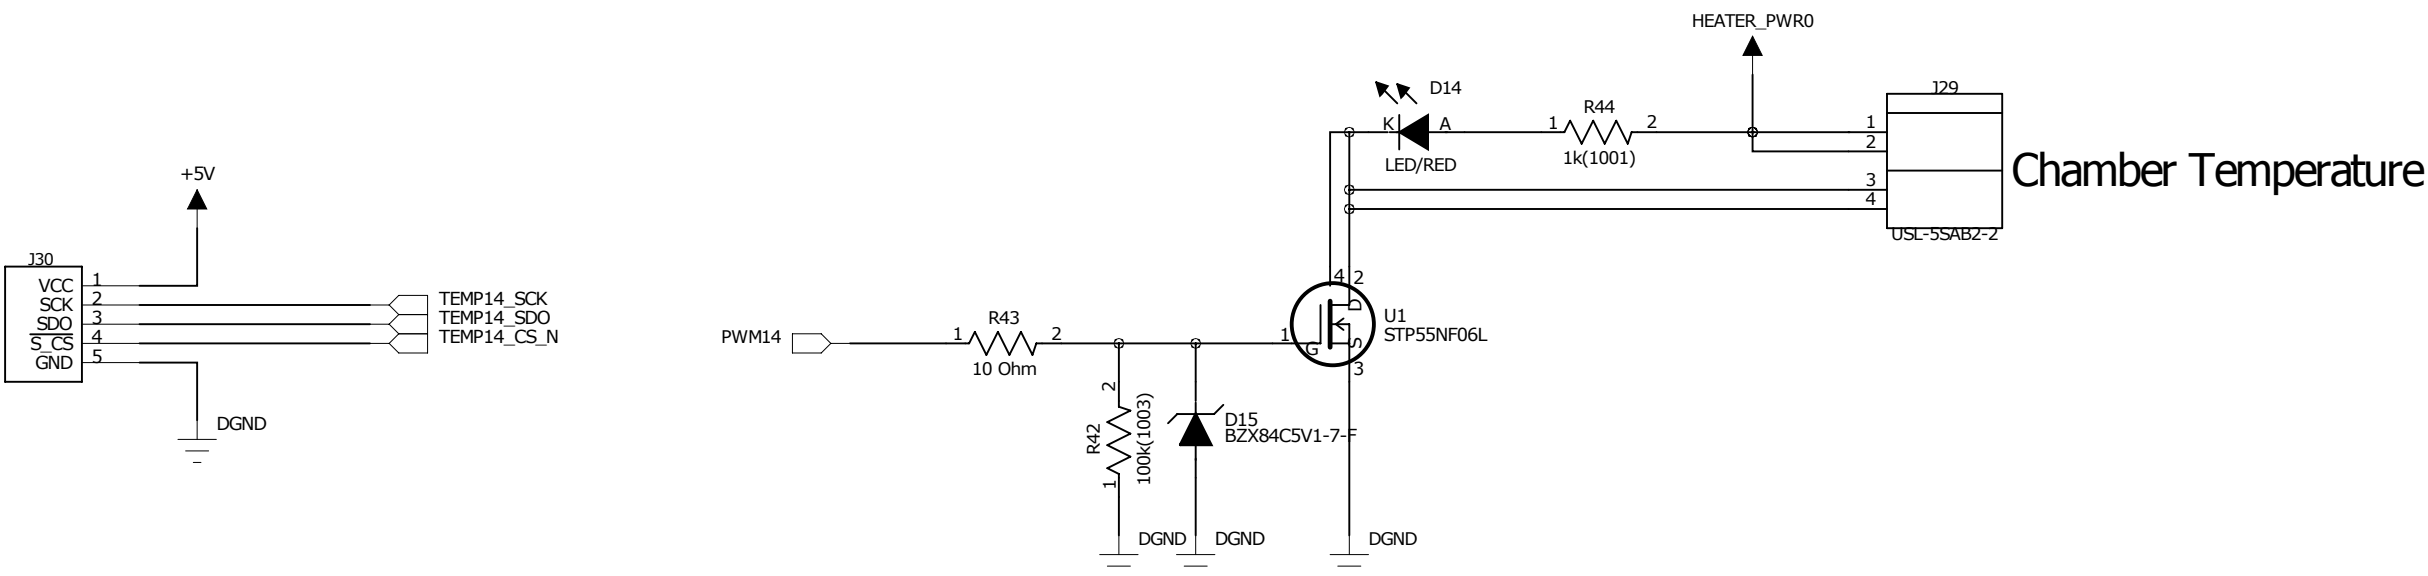 HEATER_PWR0
D14
K
A
LED/RED
R44
1
2
1k(1001)
J29
1
2
3
4
USL-5SAB2-2
Chamber Temperature
+5V
J30
VCC 1
SCK 2
SDO 3
S_CS 4
GND 5
TEMP14_SCK
TEMP14_SDO
TEMP14_CS_N
DGND
PWM14
R43
1
2
10 Ohm
4
2
D
G
S
1
3
U1
STP55NF06L
R42
2
1
100k(1003)
D15
BZX84C5V1-7-F
DGND
DGND
DGND